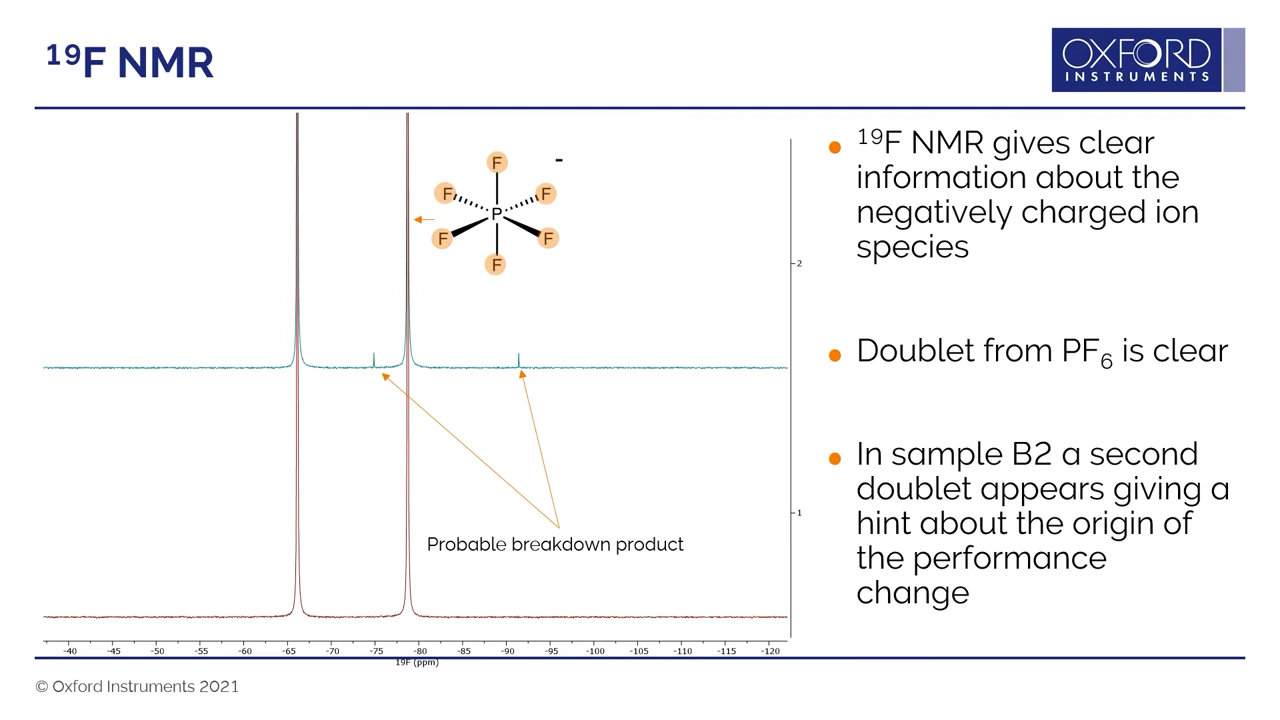 ¹⁹F NMR
OXFORD
INSTRUMENTS
F
-
F
F
P
F
F
F
2
1
Probable breakdown product
-40 -45 -50 -55 -60 -65 -70 -75 -80 -85 -90 -95 -100 -105 -110 -115 -120
19F (ppm)
¹⁹F NMR gives clear
information about the
negatively charged ion
species
Doublet from PF₆ is clear
In sample B2 a second
doublet appears giving a
hint about the origin of
the performance
change
© Oxford Instruments 2021